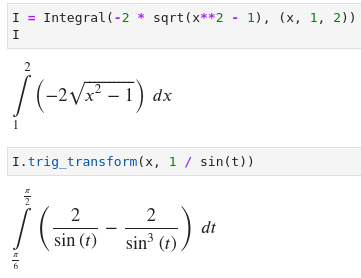 I = Integral(-2 * sqrt(x**2 - 1), (x, 1, 2))
I
∫₁² (−2√(x² − 1)) dx
I.trig_transform(x, 1 / sin(t))
∫_{π/6}^{π/2} (2/sin (t) − 2/sin³ (t)) dt